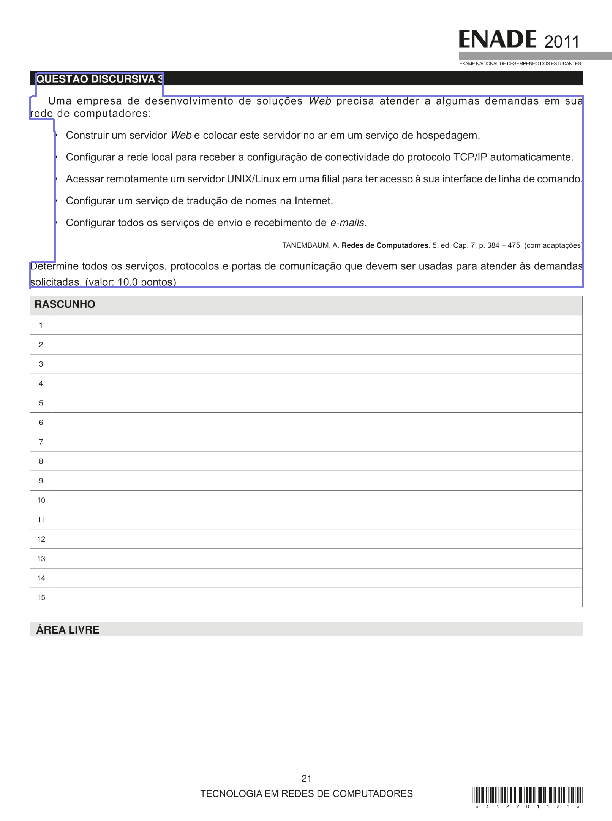 ENADE 2011
EXAME NACIONAL DE DESEMPENHO DOS ESTUDANTES
QUESTÃO DISCURSIVA 3
Uma empresa de desenvolvimento de soluções Web precisa atender a algumas demandas em sua
rede de computadores:
• Construir um servidor Web e colocar este servidor no ar em um serviço de hospedagem.
• Configurar a rede local para receber a configuração de conectividade do protocolo TCP/IP automaticamente.
• Acessar remotamente um servidor UNIX/Linux em uma filial para ter acesso à sua interface de linha de comando.
• Configurar um serviço de tradução de nomes na Internet.
• Configurar todos os serviços de envio e recebimento de e-mails.
TANEMBAUM, A. Redes de Computadores. 5. ed. Cap. 7, p. 384 – 475 (com adaptações)
Determine todos os serviços, protocolos e portas de comunicação que devem ser usadas para atender às demandas
solicitadas. (valor: 10,0 pontos)
RASCUNHO
1
2
3
4
5
6
7
8
9
10
11
12
13
14
15
ÁREA LIVRE
21
TECNOLOGIA EM REDES DE COMPUTADORES